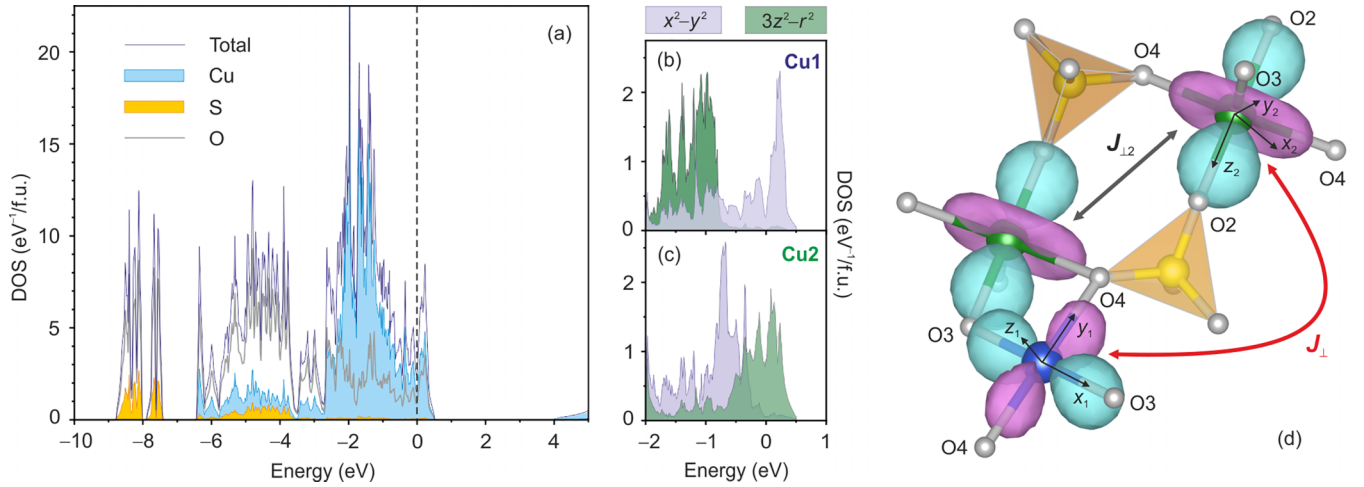 (a)
Total
Cu
S
O
DOS (eV⁻¹/f.u.)
20
15
10
5
0
−10 −8 −6 −4 −2 0 2 4
Energy (eV)
x²−y² 3z²−r²
(b) Cu1
2
1
0
DOS (eV⁻¹/f.u.)
(c) Cu2
2
1
0
−2 −1 0 1
Energy (eV)
O2
O4
O3
y₂
x₂
z₂
J⊥2
O4
O2
O4
O3
z₁
y₁
J⊥
x₁
O3
O4
(d)